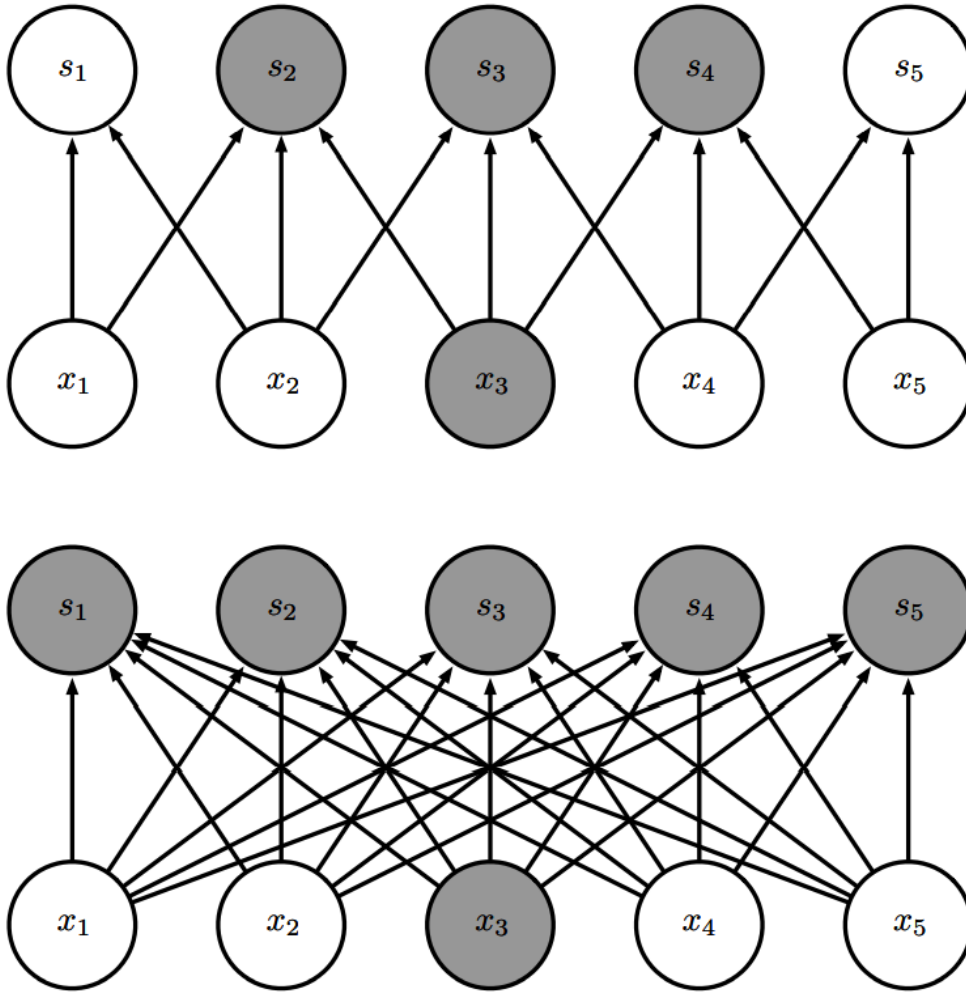 s₁ s₂ s₃ s₄ s₅
x₁ x₂ x₃ x₄ x₅
s₁ s₂ s₃ s₄ s₅
x₁ x₂ x₃ x₄ x₅